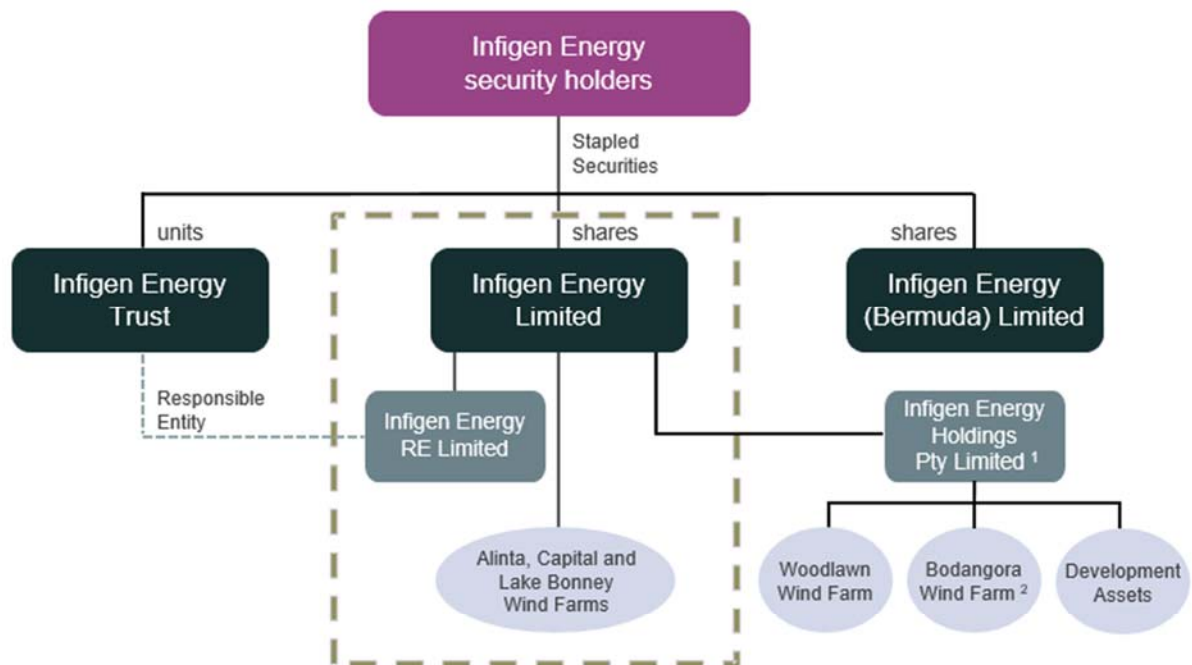 Infigen Energy
security holders
Stapled
Securities
units
shares
shares
Infigen Energy
Trust
Infigen Energy
Limited
Infigen Energy
(Bermuda) Limited
Responsible
Entity
Infigen Energy
RE Limited
Infigen Energy
Holdings
Pty Limited ¹
Alinta, Capital and
Lake Bonney
Wind Farms
Woodlawn
Wind Farm
Bodangora
Wind Farm ²
Development
Assets